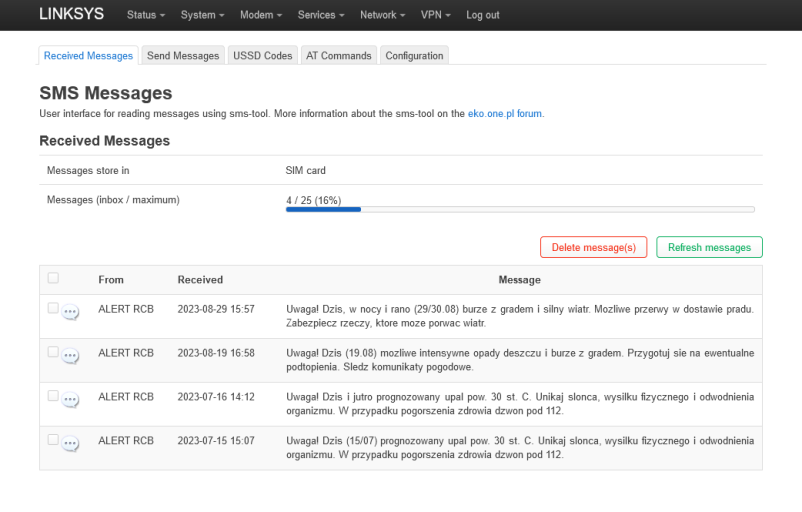 LINKSYS Status System Modem Services Network VPN Log out
Received Messages Send Messages USSD Codes AT Commands Configuration
SMS Messages
User interface for reading messages using sms-tool. More information about the sms-tool on the eko.one.pl forum.
Received Messages
Messages store in SIM card
Messages (inbox / maximum) 4 / 25 (16%)
Delete message(s) Refresh messages
From Received Message
ALERT RCB 2023-08-29 15:57 Uwaga! Dzis, w nocy i rano (29/30.08) burze z gradem i silny wiatr. Mozliwe przerwy w dostawie pradu.
Zabezpiecz rzeczy, ktore moze porwac wiatr.
ALERT RCB 2023-08-19 16:58 Uwaga! Dzis (19.08) mozliwe intensywne opady deszczu i burze z gradem. Przygotuj sie na ewentualne
podtopienia. Sledz komunikaty pogodowe.
ALERT RCB 2023-07-16 14:12 Uwaga! Dzis i jutro prognozowany upal pow. 30 st. C. Unikaj slonca, wysilku fizycznego i odwodnienia
organizmu. W przypadku pogorszenia zdrowia dzwon pod 112.
ALERT RCB 2023-07-15 15:07 Uwaga! Dzis (15/07) prognozowany upal pow. 30 st. C. Unikaj slonca, wysilku fizycznego i odwodnienia
organizmu. W przypadku pogorszenia zdrowia dzwon pod 112.